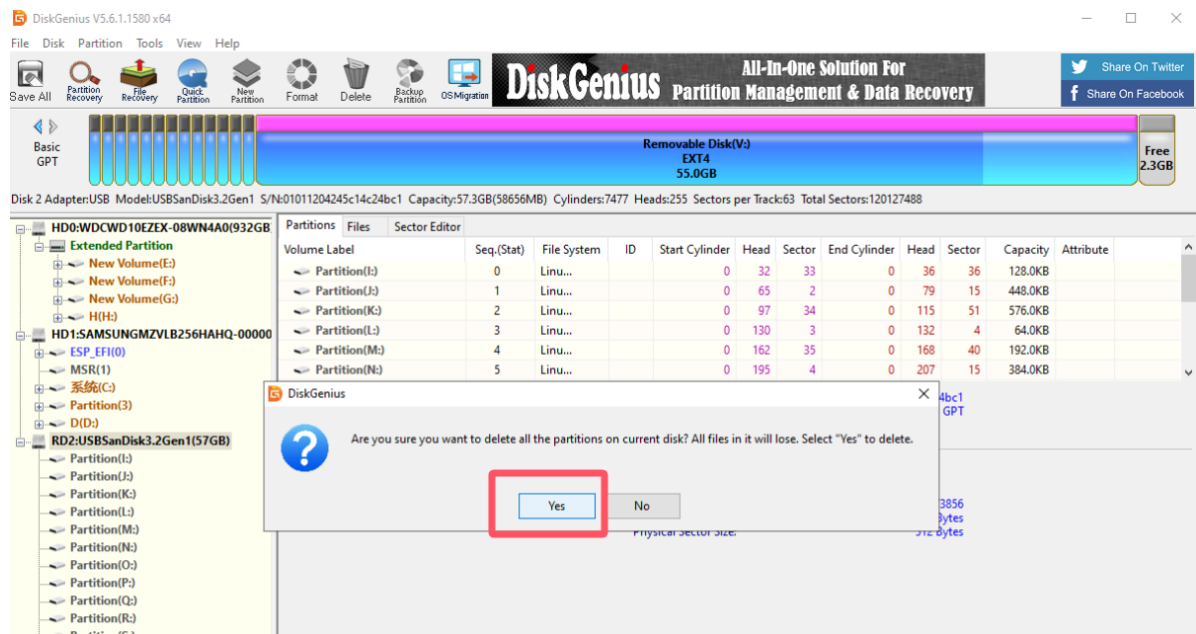 DiskGenius V5.6.1.1580 x64
File Disk Partition Tools View Help
Save All Partition Recovery File Recovery Quick Partition New Partition Format Delete Backup Partition OS Migration
DiskGenius All-In-One Solution For
Partition Management & Data Recovery
Share On Twitter
Share On Facebook
Basic
GPT
Removable Disk(V:)
EXT4
55.0GB
Free
2.3GB
Disk 2 Adapter:USB Model:USBSanDisk3.2Gen1 S/N:01011204245c14c24bc1 Capacity:57.3GB(58656MB) Cylinders:7477 Heads:255 Sectors per Track:63 Total Sectors:120127488
HD0:WDCWD10EZEX-08WN4A0(932GB
Extended Partition
New Volume(E:)
New Volume(F:)
New Volume(G:)
H(H:)
HD1:SAMSUNGMZVLB256HAHQ-00000
ESP_EFI(0)
MSR(1)
系统(C:)
Partition(3)
D(D:)
RD2:USBSanDisk3.2Gen1(57GB)
Partition(I:)
Partition(J:)
Partition(K:)
Partition(L:)
Partition(M:)
Partition(N:)
Partition(O:)
Partition(P:)
Partition(Q:)
Partition(R:)
Partitions Files Sector Editor
Volume Label Seq.(Stat) File System ID Start Cylinder Head Sector End Cylinder Head Sector Capacity Attribute
Partition(I:) 0 Linu... 0 32 33 0 36 36 128.0KB
Partition(J:) 1 Linu... 0 65 2 0 79 15 448.0KB
Partition(K:) 2 Linu... 0 97 34 0 115 51 576.0KB
Partition(L:) 3 Linu... 0 130 3 0 132 4 64.0KB
Partition(M:) 4 Linu... 0 162 35 0 168 40 192.0KB
Partition(N:) 5 Linu... 0 195 4 0 207 15 384.0KB
DiskGenius
Are you sure you want to delete all the partitions on current disk? All files in it will lose. Select "Yes" to delete.
Yes No
4bc1
GPT
3856
Bytes
Physical Sector Size: 512 Bytes